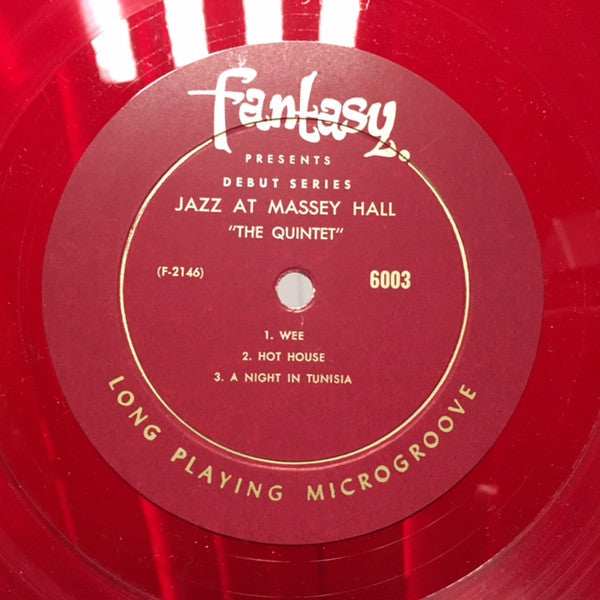 Fantasy
PRESENTS
DEBUT SERIES
JAZZ AT MASSEY HALL
"THE QUINTET"
(F-2146) 6003
1. WEE
2. HOT HOUSE
3. A NIGHT IN TUNISIA
LONG PLAYING MICROGROOVE